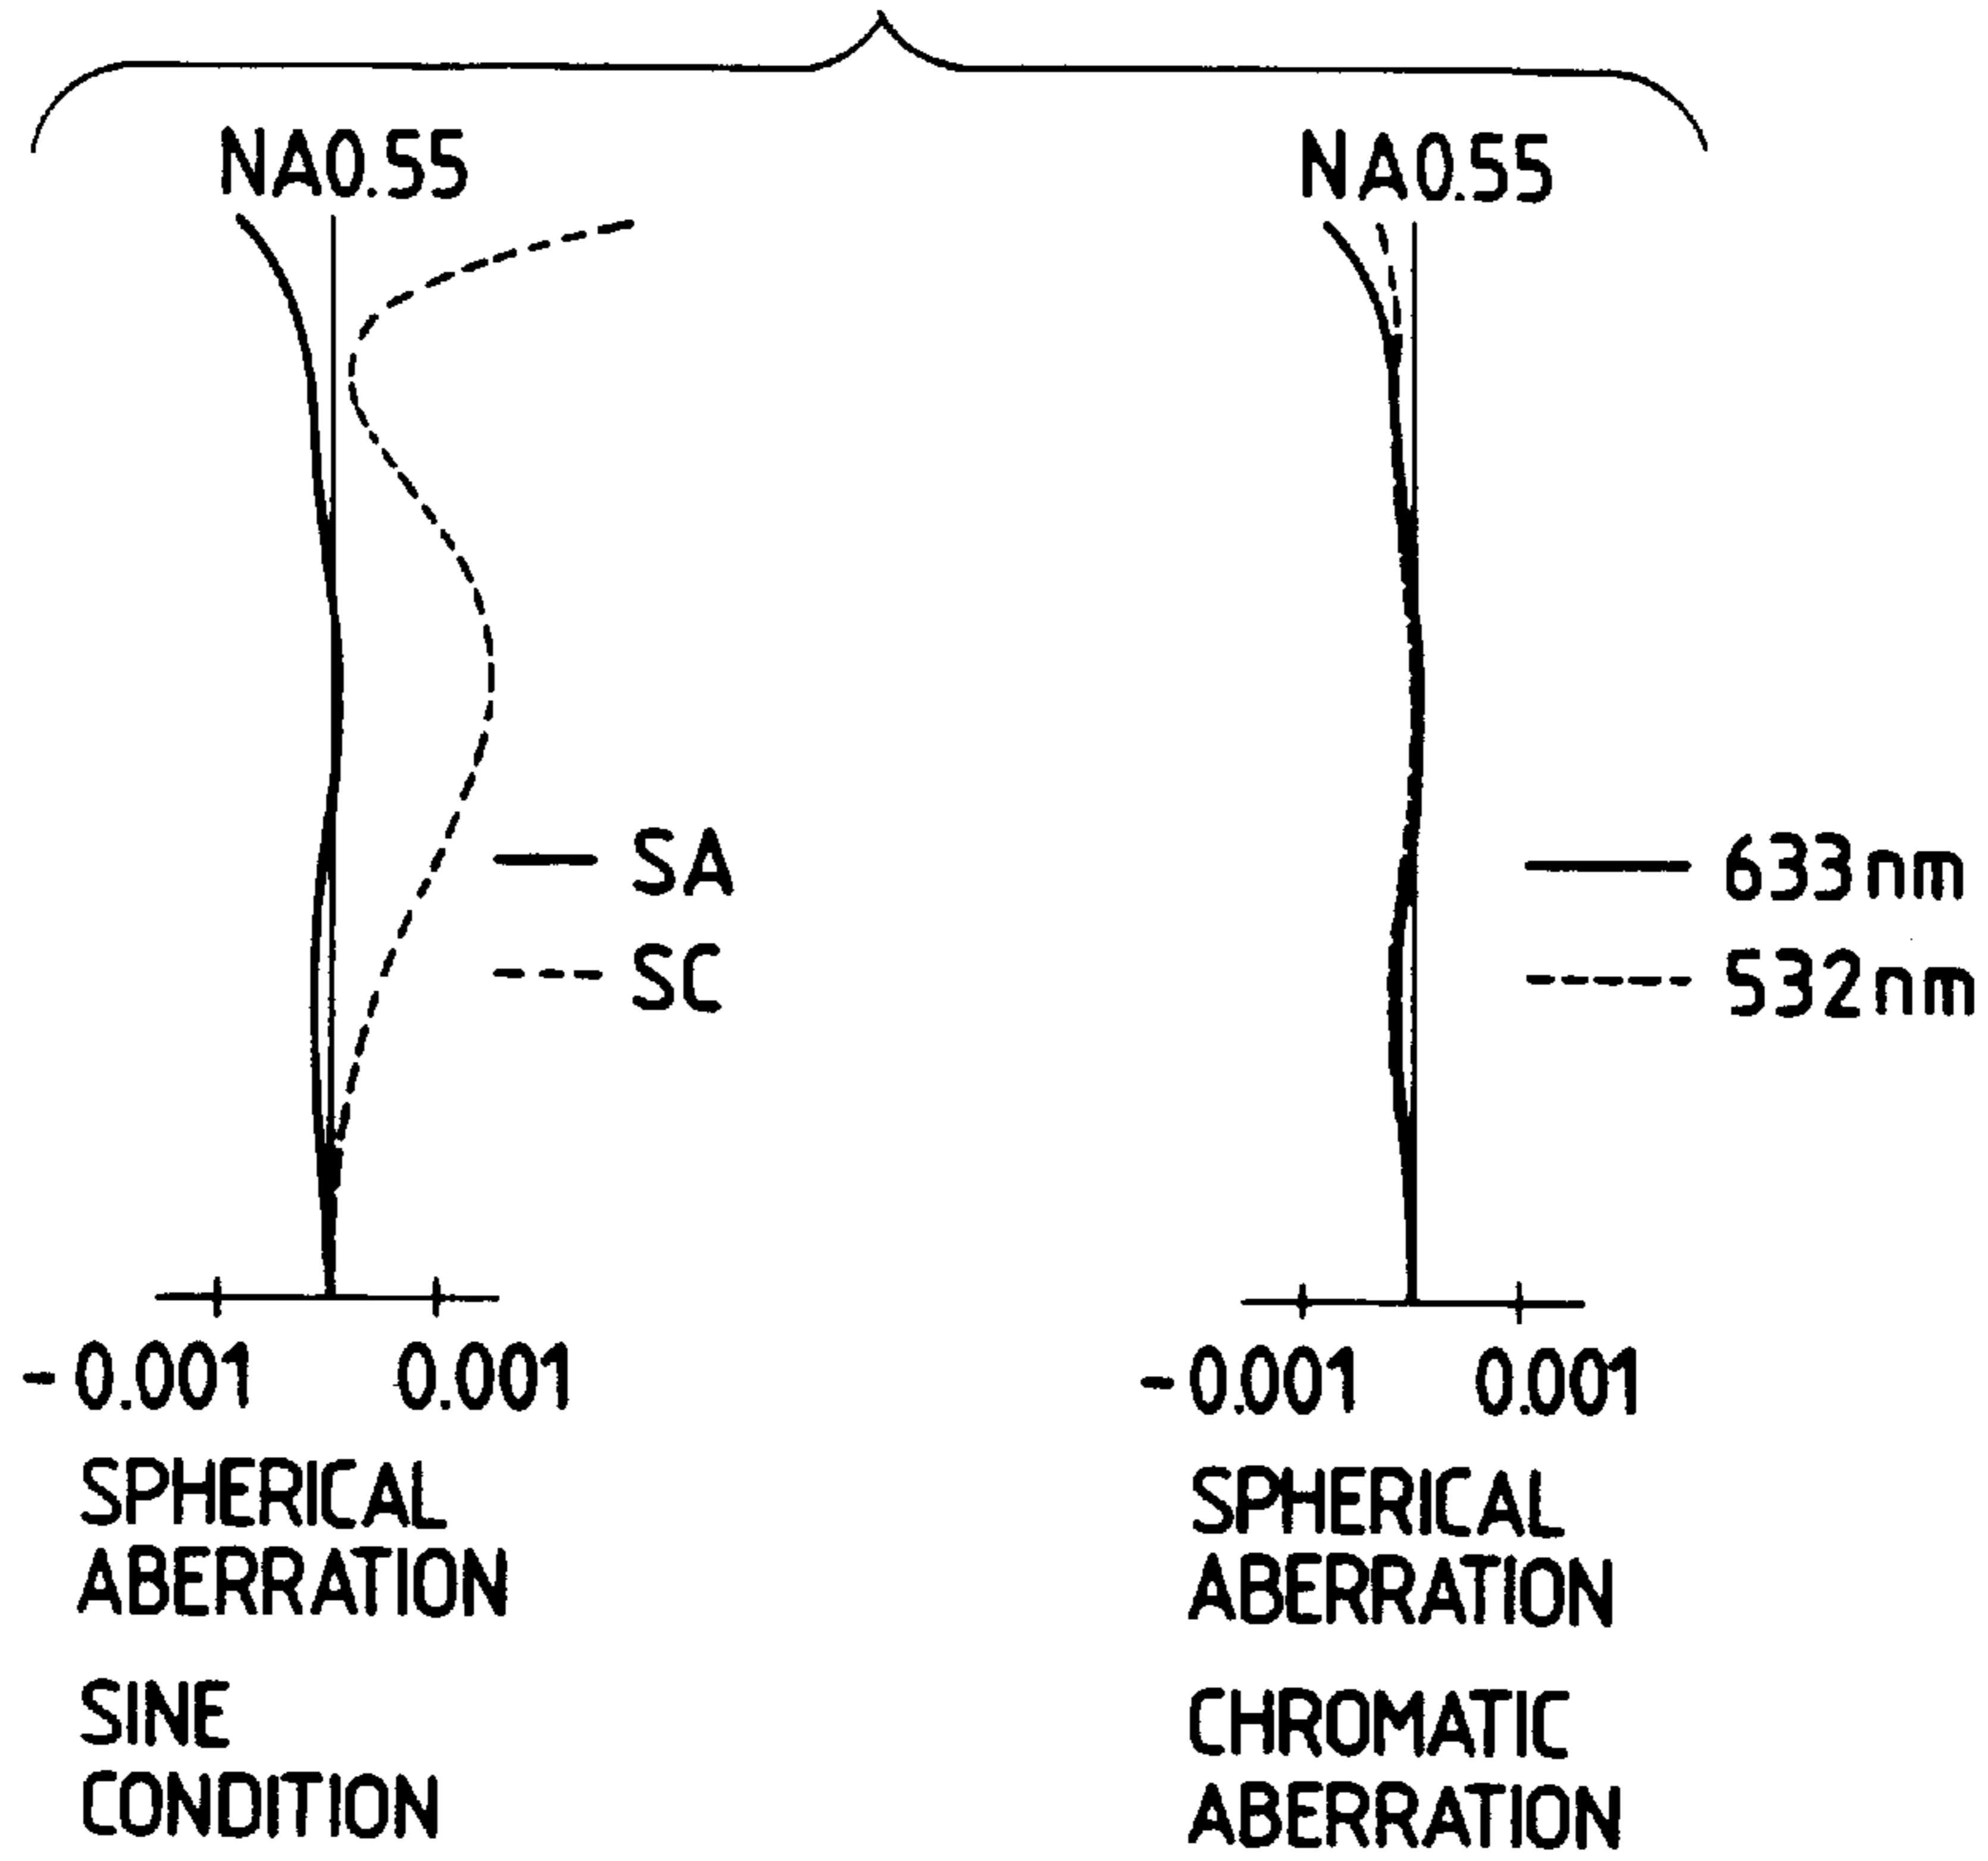 NA0.55
SA
SC
-0.001 0.001
SPHERICAL
ABERRATION
SINE
CONDITION
NA0.55
633nm
532nm
-0.001 0.001
SPHERICAL
ABERRATION
CHROMATIC
ABERRATION